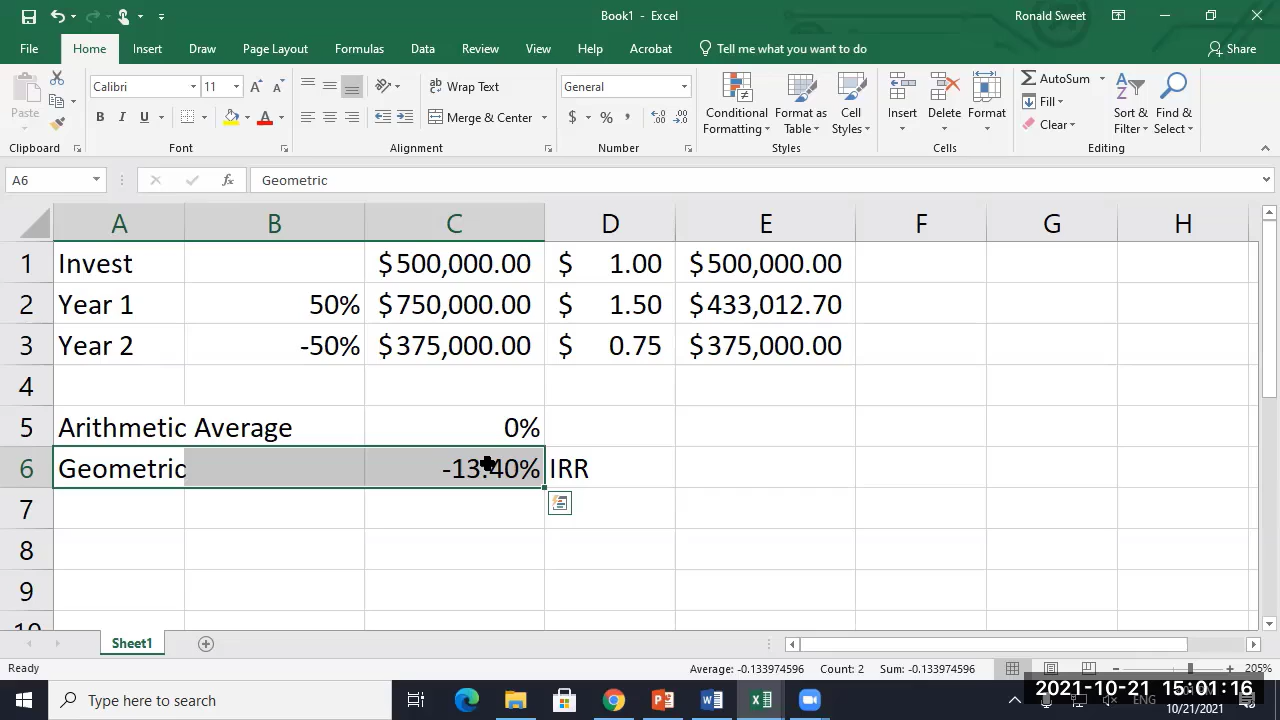 Book1 - Excel
Ronald Sweet
File Home Insert Draw Page Layout Formulas Data Review View Help Acrobat Tell me what you want to do Share
Paste
Calibri 11
B I U A
Wrap Text
Merge & Center
General
$ % ,
Conditional Formatting
Format as Table
Cell Styles
Insert Delete Format
AutoSum
Fill
Clear
Sort & Filter
Find & Select
Clipboard Font Alignment Number Styles Cells Editing
A6 fx Geometric
A B C D E F G H
1 Invest $500,000.00 $ 1.00 $500,000.00
2 Year 1 50% $750,000.00 $ 1.50 $433,012.70
3 Year 2 -50% $375,000.00 $ 0.75 $375,000.00
4
5 Arithmetic Average 0%
6 Geometric -13.40% IRR
7
8
9
10
Sheet1
Ready Average: -0.133974596 Count: 2 Sum: -0.133974596 205%
Type here to search
2021-10-21 15:01:16
ENG
10/21/2021